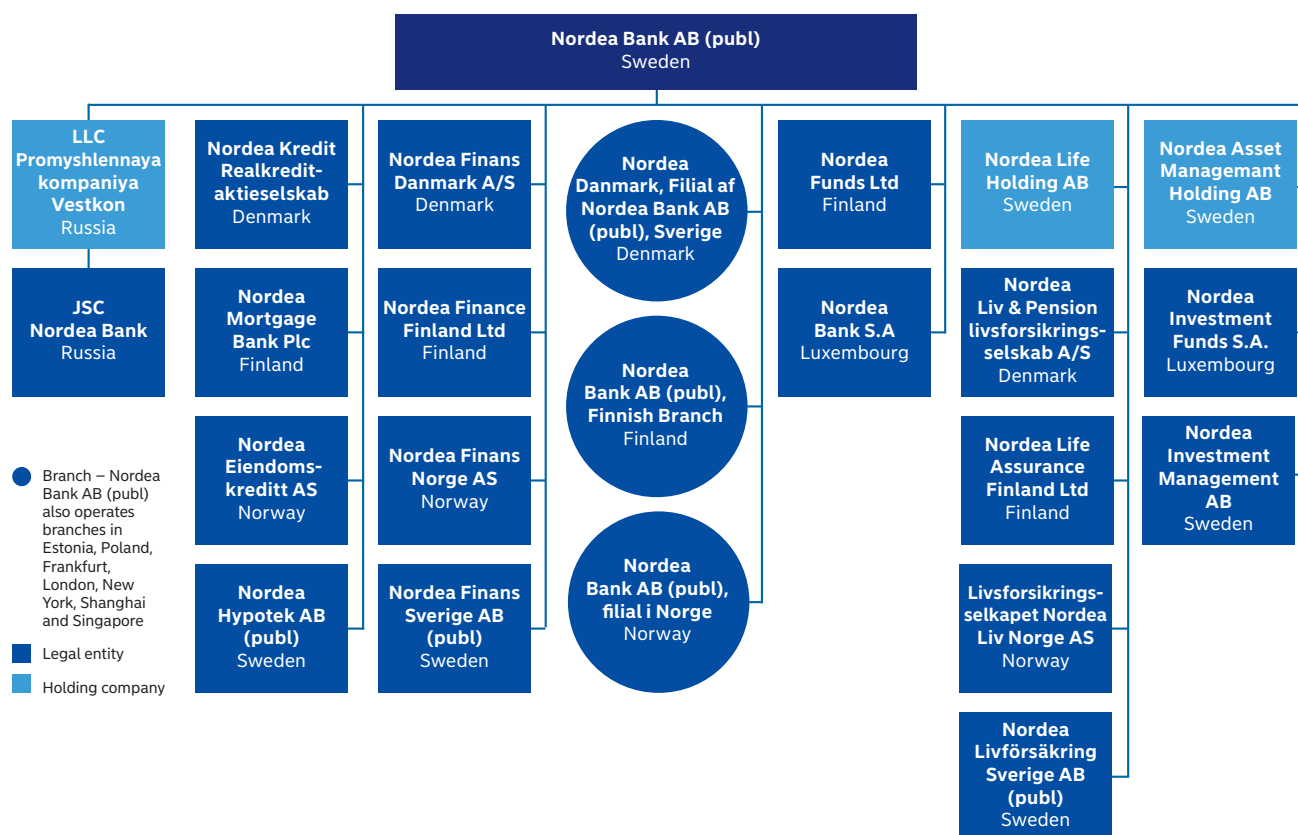 Nordea Bank AB (publ)
Sweden
LLC
Promyshlennaya
kompaniya
Vestkon
Russia
JSC
Nordea Bank
Russia
Nordea Kredit
Realkredit-
aktieselskab
Denmark
Nordea
Mortgage
Bank Plc
Finland
Nordea
Eiendoms-
kreditt AS
Norway
Nordea
Hypotek AB
(publ)
Sweden
Nordea Finans
Danmark A/S
Denmark
Nordea Finance
Finland Ltd
Finland
Nordea Finans
Norge AS
Norway
Nordea Finans
Sverige AB
(publ)
Sweden
Nordea
Danmark, Filial af
Nordea Bank AB
(publ), Sverige
Denmark
Nordea
Bank AB (publ),
Finnish Branch
Finland
Nordea
Bank AB (publ),
filial i Norge
Norway
Nordea
Funds Ltd
Finland
Nordea
Bank S.A
Luxembourg
Nordea Life
Holding AB
Sweden
Nordea
Liv & Pension
livsforsikrings-
selskab A/S
Denmark
Nordea Life
Assurance
Finland Ltd
Finland
Livsforsikrings-
selkapet Nordea
Liv Norge AS
Norway
Nordea
Livförsäkring
Sverige AB
(publ)
Sweden
Nordea Asset
Managemant
Holding AB
Sweden
Nordea
Investment
Funds S.A.
Luxembourg
Nordea
Investment
Management
AB
Sweden
Branch – Nordea
Bank AB (publ)
also operates
branches in
Estonia, Poland,
Frankfurt,
London, New
York, Shanghai
and Singapore
Legal entity
Holding company